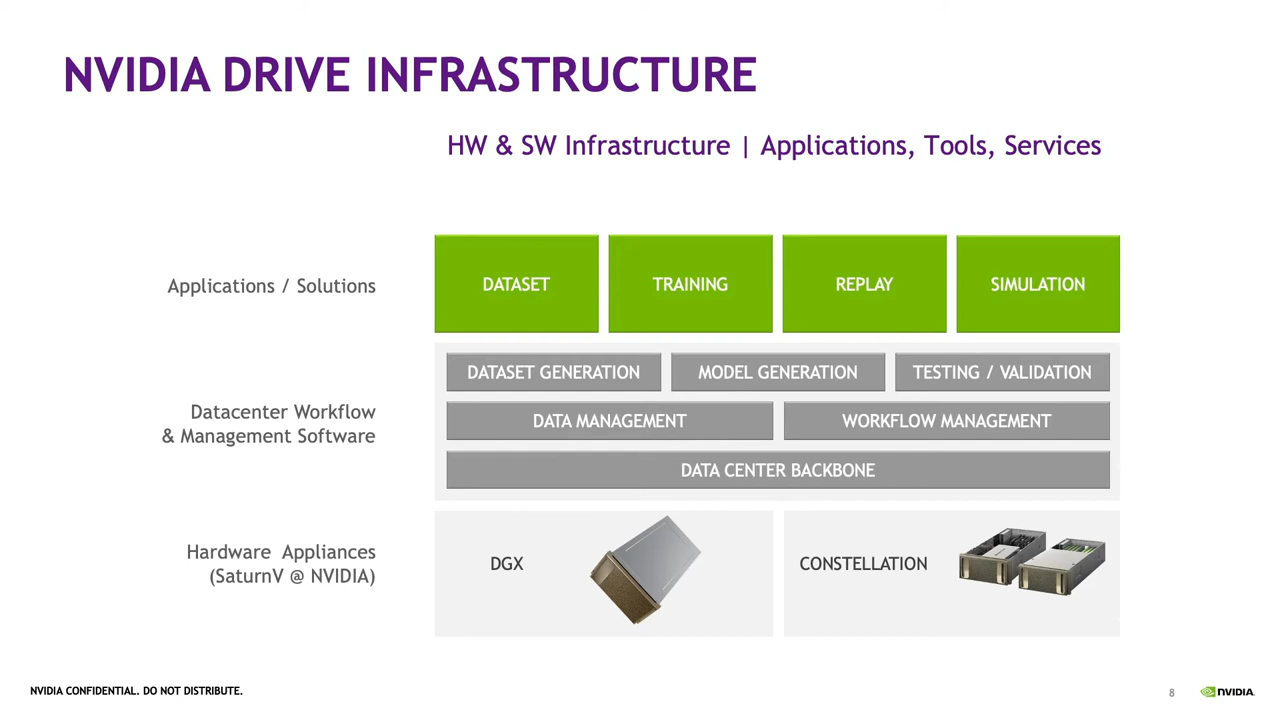 NVIDIA DRIVE INFRASTRUCTURE
HW & SW Infrastructure | Applications, Tools, Services
Applications / Solutions
DATASET
TRAINING
REPLAY
SIMULATION
Datacenter Workflow
& Management Software
DATASET GENERATION
MODEL GENERATION
TESTING / VALIDATION
DATA MANAGEMENT
WORKFLOW MANAGEMENT
DATA CENTER BACKBONE
Hardware Appliances
(SaturnV @ NVIDIA)
DGX
CONSTELLATION
NVIDIA CONFIDENTIAL. DO NOT DISTRIBUTE.
8
NVIDIA.